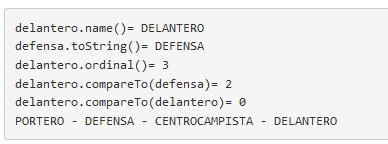 delantero.name()= DELANTERO
defensa.toString()= DEFENSA
delantero.ordinal()= 3
delantero.compareTo(defensa)= 2
delantero.compareTo(delantero)= 0
PORTERO - DEFENSA - CENTROCAMPISTA - DELANTERO